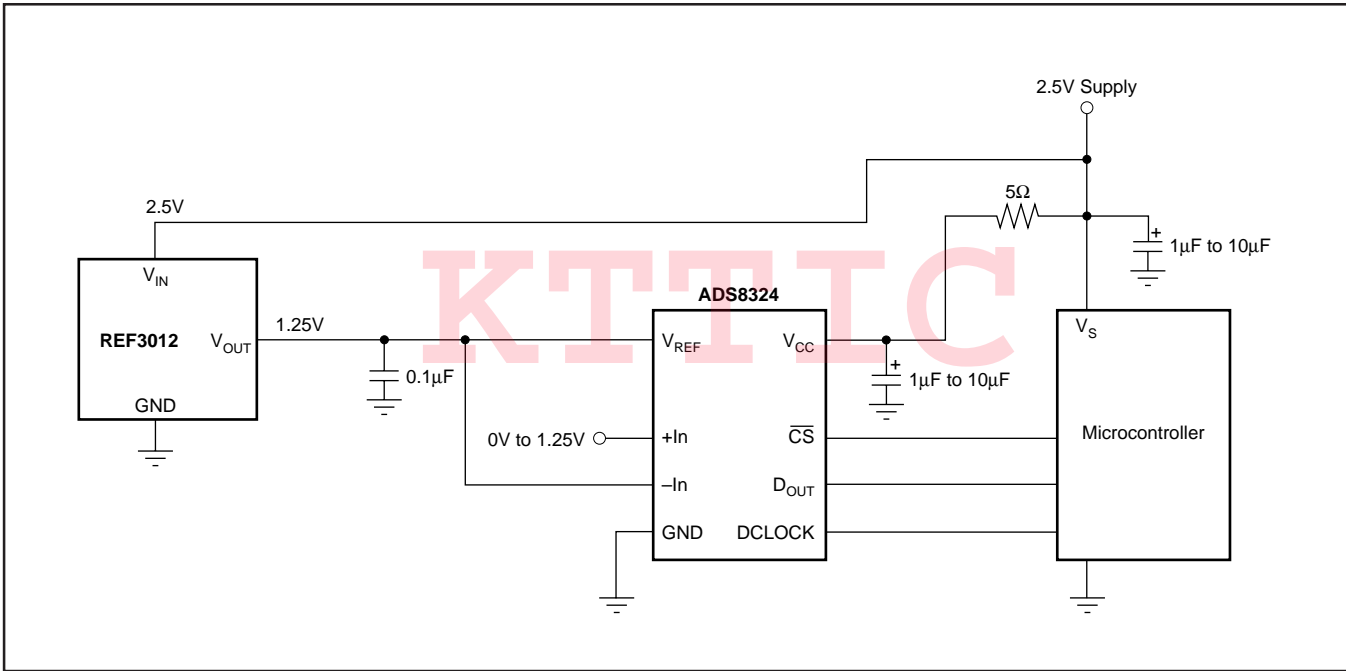 2.5V Supply
5Ω
2.5V
+
1μF to 10μF
V_IN
ADS8324
1.25V
V_S
REF3012
V_OUT
V_REF
V_CC
+
0.1μF
1μF to 10μF
GND
0V to 1.25V
+In
C̅S̅
Microcontroller
–In
D_OUT
GND
DCLOCK
KTTIC